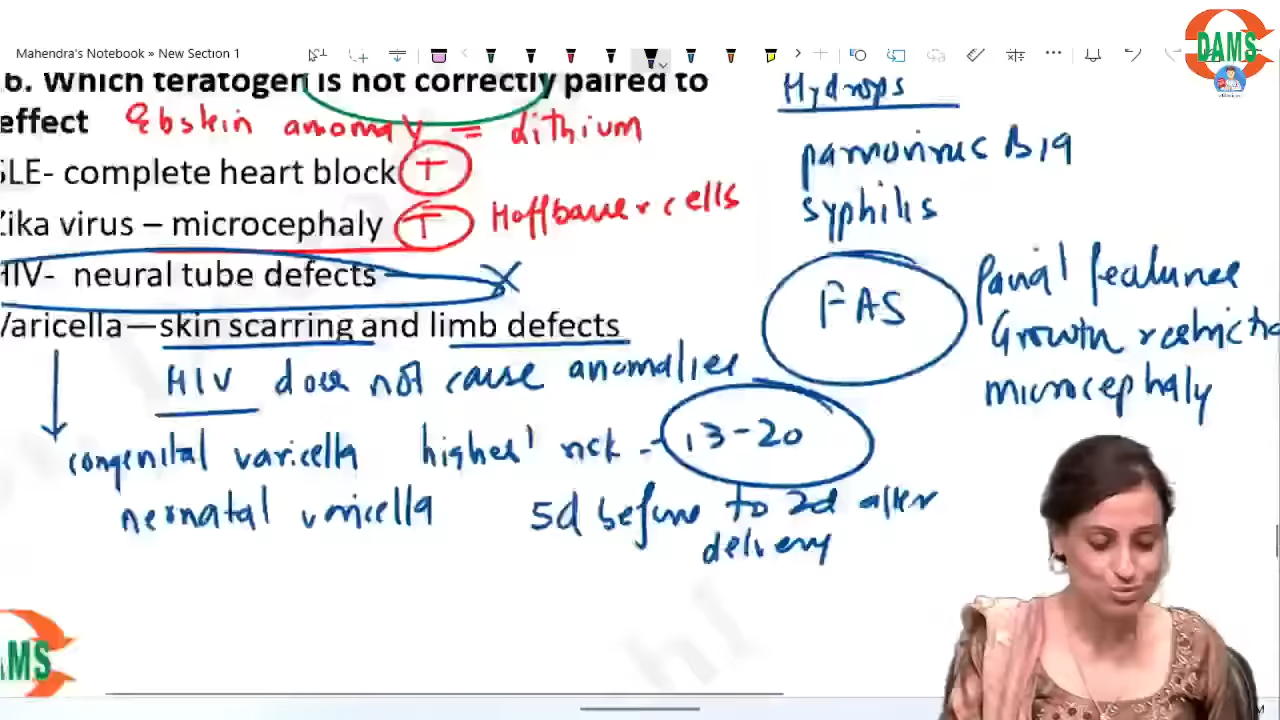 Mahendra's Notebook » New Section 1
DAMS
6. Which teratogen is not correctly paired to
effect
Ebstein anomaly = Lithium
SLE- complete heart block +
Zika virus – microcephaly + Hoffbauer cells
HIV- neural tube defects X
Varicella—skin scarring and limb defects
HIV does not cause anomalies
congenital varicella highest risk - 13-20
neonatal varicella 5d before to 2d after
delivery
Hydrops
parvovirus B19
syphilis
FAS
Facial features
Growth restriction
microcephaly
AMS